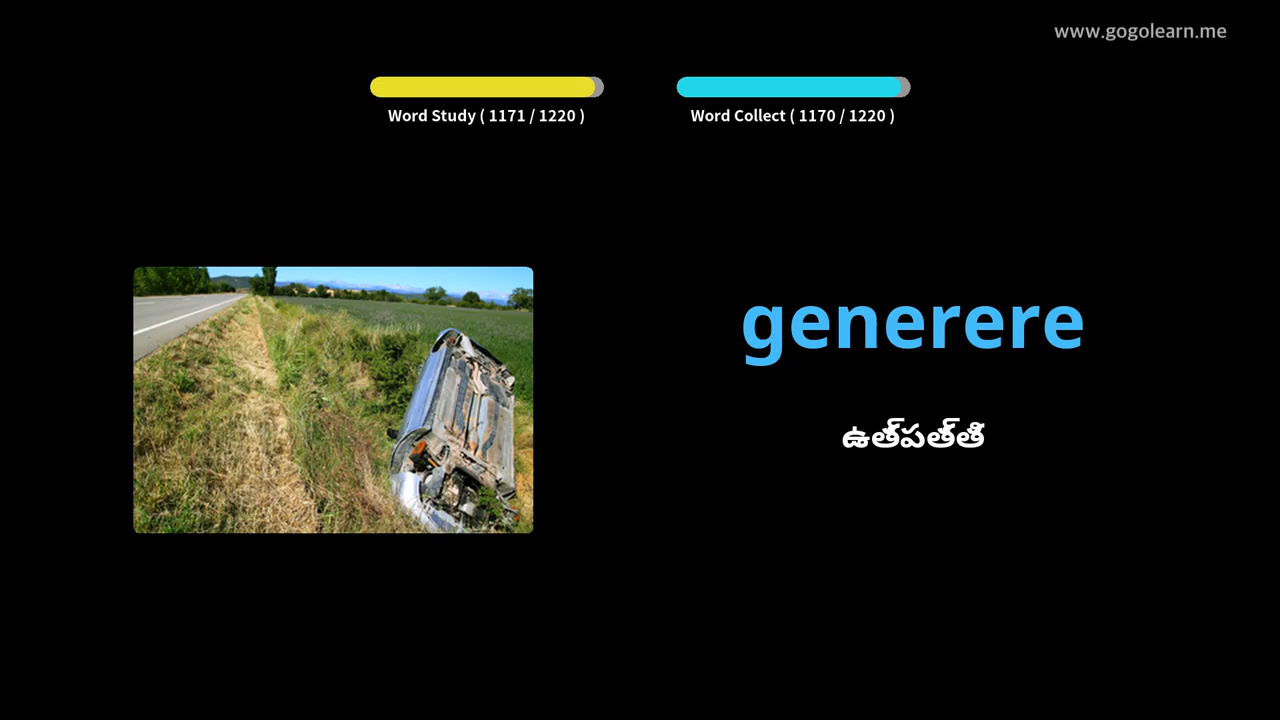 www.gogolearn.me
Word Study ( 1171 / 1220 )
Word Collect ( 1170 / 1220 )
generere
ఉత్పత్తి